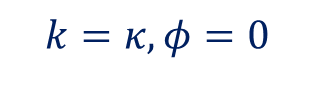 k = κ, ϕ = 0